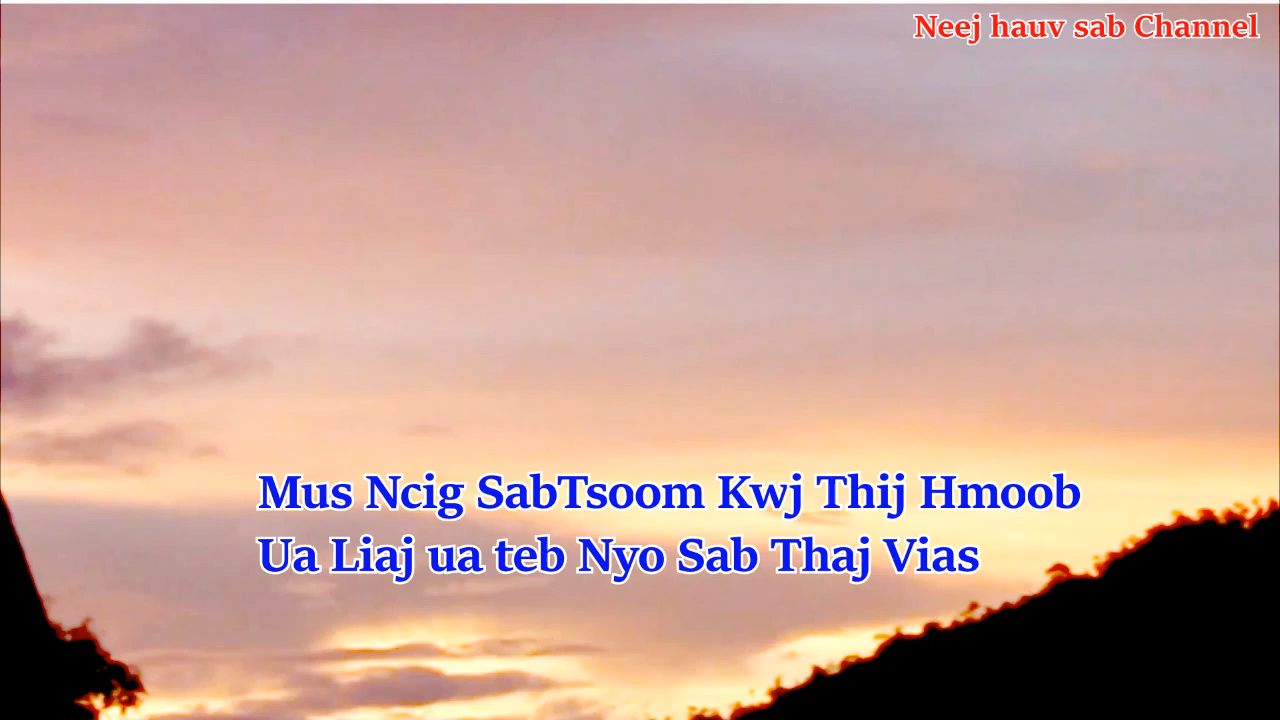 Neej hauv sab Channel
Mus Ncig SabTsoom Kwj Thij Hmoob
Ua Liaj ua teb Nyo Sab Thaj Vias